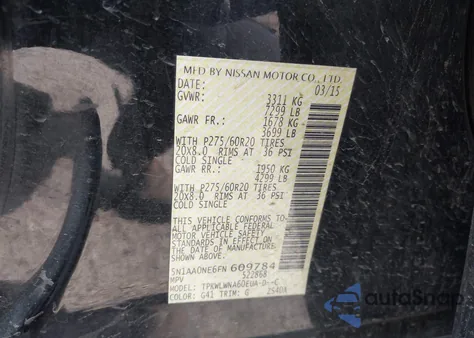 MFD BY NISSAN MOTOR CO., LTD.
DATE: 03/15
GVWR: 3311 KG
7299 LB
GAWR FR.: 1678 KG
3699 LB
WITH P275/60R20 TIRES
20X8.0 RIMS AT 36 PSI
COLD SINGLE
GAWR RR.: 1950 KG
4299 LB
WITH P275/60R20 TIRES
20X8.0 RIMS AT 36 PSI
COLD SINGLE
THIS VEHICLE CONFORMS TO
ALL APPLICABLE FEDERAL
MOTOR VEHICLE SAFETY
STANDARDS IN EFFECT ON
THE DATE OF MANUFACTURE
SHOWN ABOVE.
5N1AA0NE6FN 609784
MPV 522868
MODEL: TPKWLWNA60EUA-D--C
COLOR: G41 TRIM: G
AutoSnap